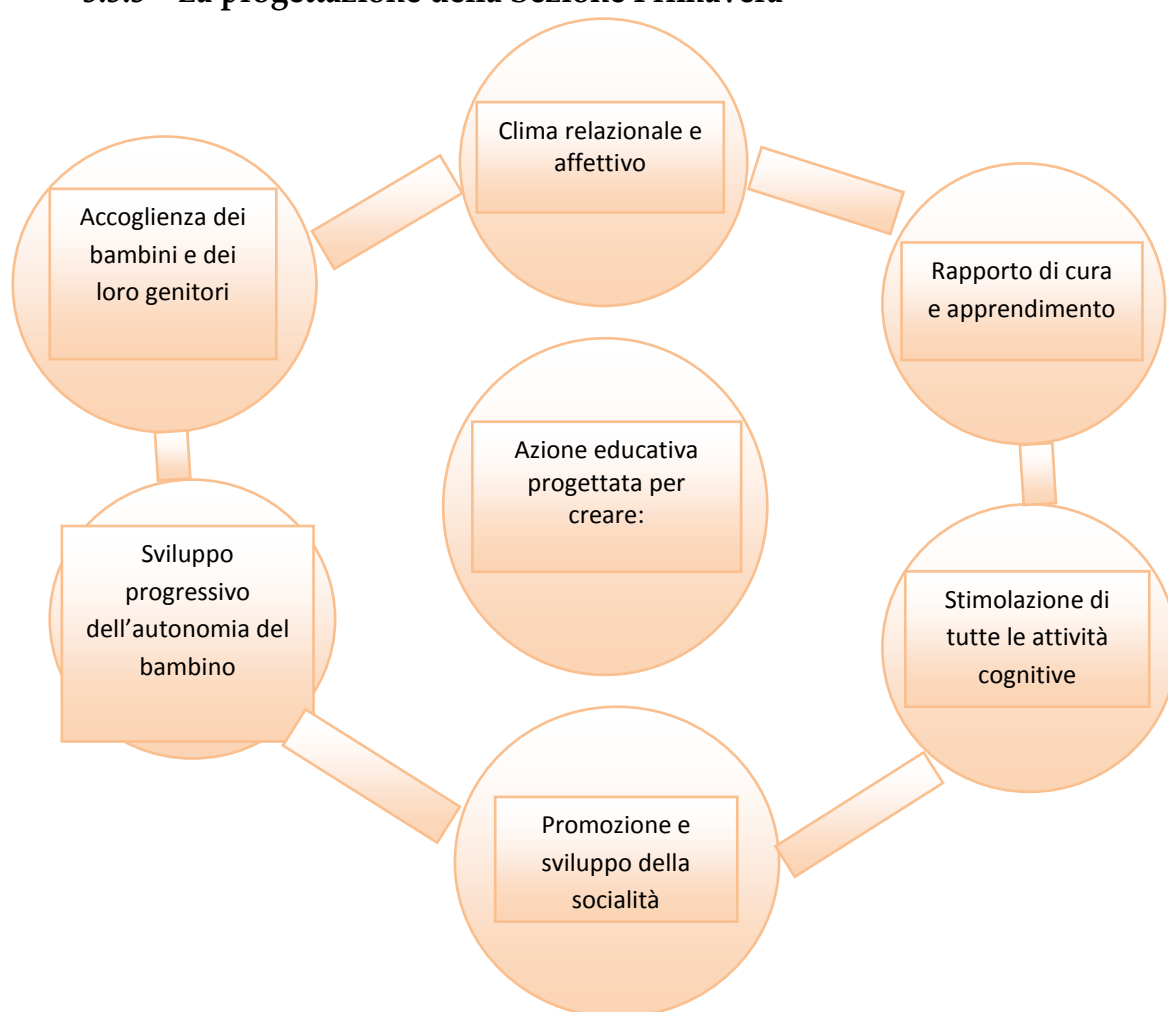 La progettazione della Sezione Primavera
Clima relazionale e
affettivo
Accoglienza dei
bambini e dei
loro genitori
Rapporto di cura
e apprendimento
Azione educativa
progettata per
creare:
Sviluppo
progressivo
dell’autonomia del
bambino
Stimolazione di
tutte le attività
cognitive
Promozione e
sviluppo della
socialità